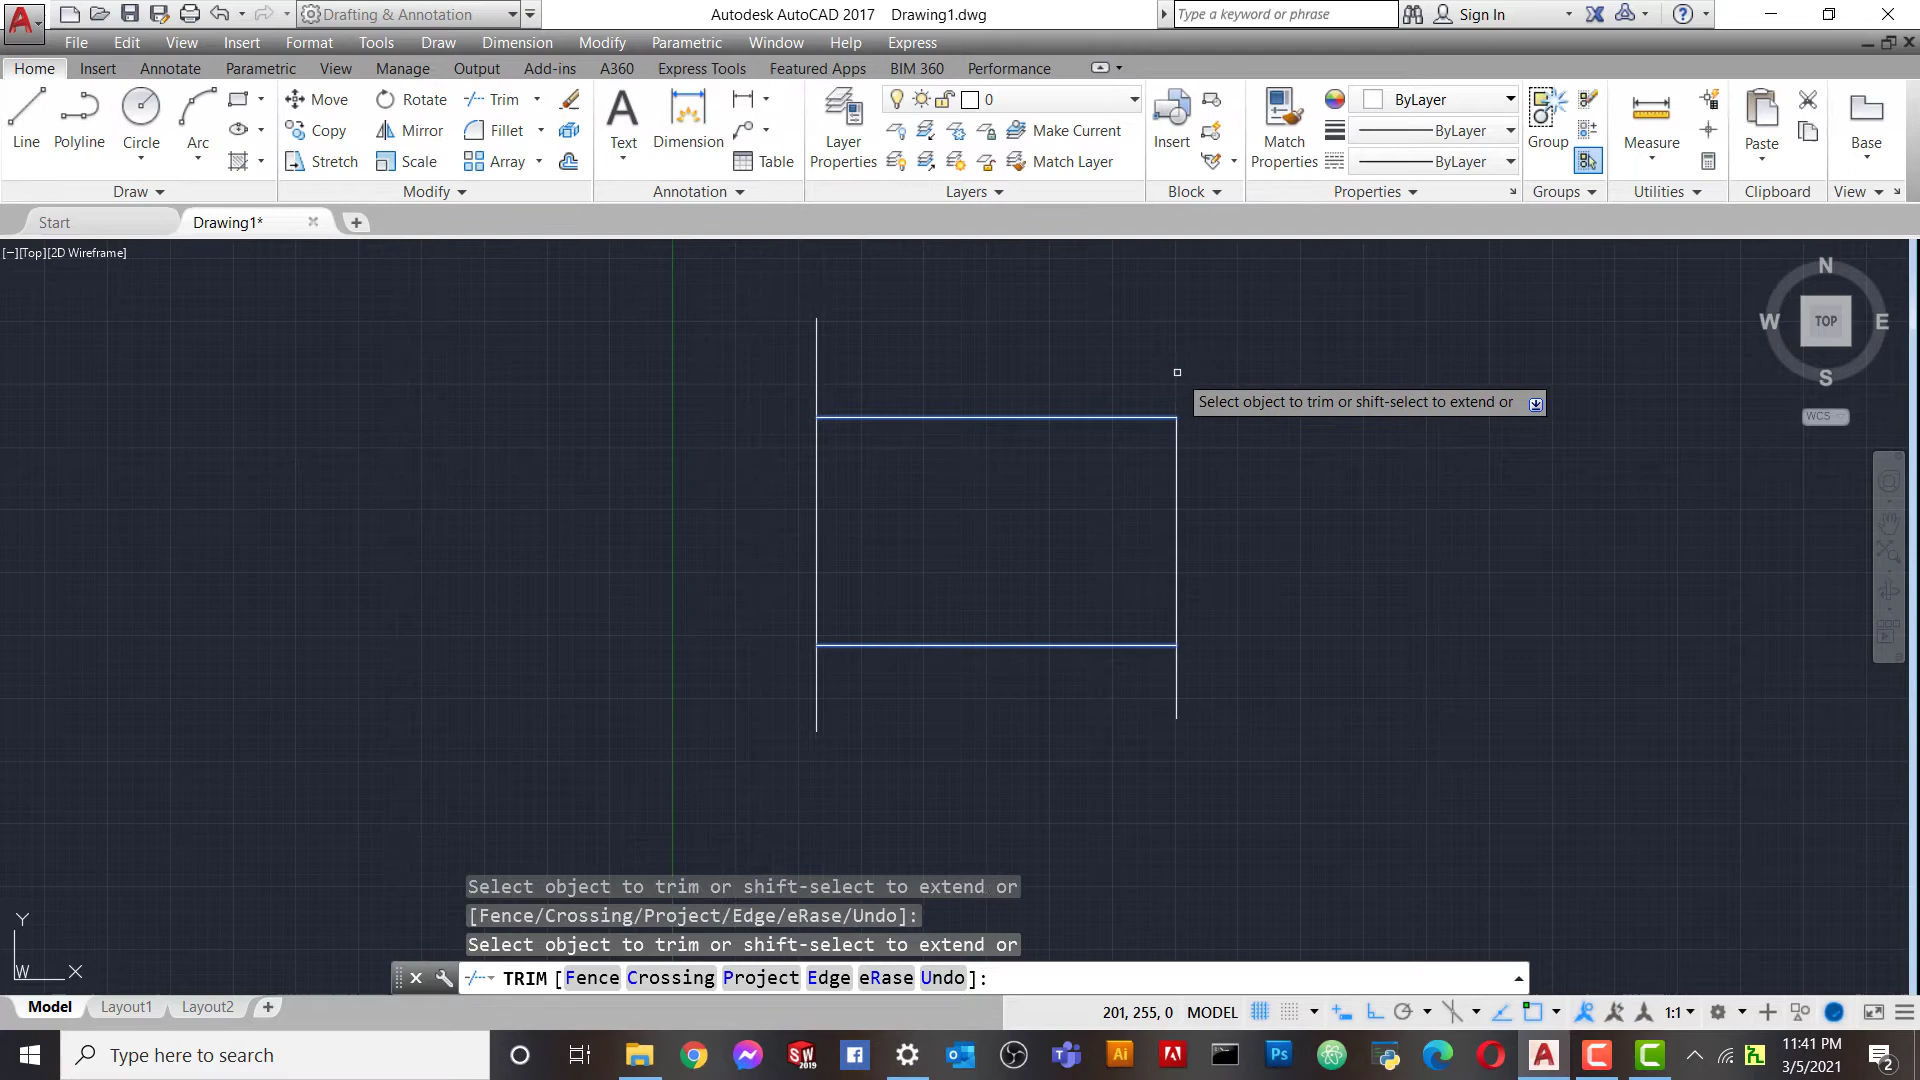 Drafting & Annotation
Autodesk AutoCAD 2017 Drawing1.dwg
Type a keyword or phrase
Sign In
File Edit View Insert Format Tools Draw Dimension Modify Parametric Window Help Express
Home Insert Annotate Parametric View Manage Output Add-ins A360 Express Tools Featured Apps BIM 360 Performance
Move Rotate Trim 0 ByLayer
Line Polyline Circle Arc Copy Mirror Fillet Text Dimension Layer Properties Make Current Insert Match Properties ByLayer Group Measure Paste Base
Stretch Scale Array Table Match Layer ByLayer
Draw Modify Annotation Layers Block Properties Groups Utilities Clipboard View
Start Drawing1*
[−][Top][2D Wireframe]
N
W TOP E
S
WCS
Select object to trim or shift-select to extend or
Select object to trim or shift-select to extend or
[Fence/Crossing/Project/Edge/eRase/Undo]:
Select object to trim or shift-select to extend or
TRIM [Fence Crossing Project Edge eRase Undo]:
Y
W X
Model Layout1 Layout2
201, 255, 0 MODEL 1:1
Type here to search
SW
2019
Ai
Ps
11:41 PM
3/5/2021
2